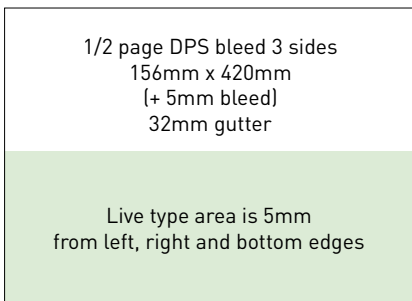 1/2 page DPS bleed 3 sides
156mm x 420mm
(+ 5mm bleed)
32mm gutter
Live type area is 5mm
from left, right and bottom edges